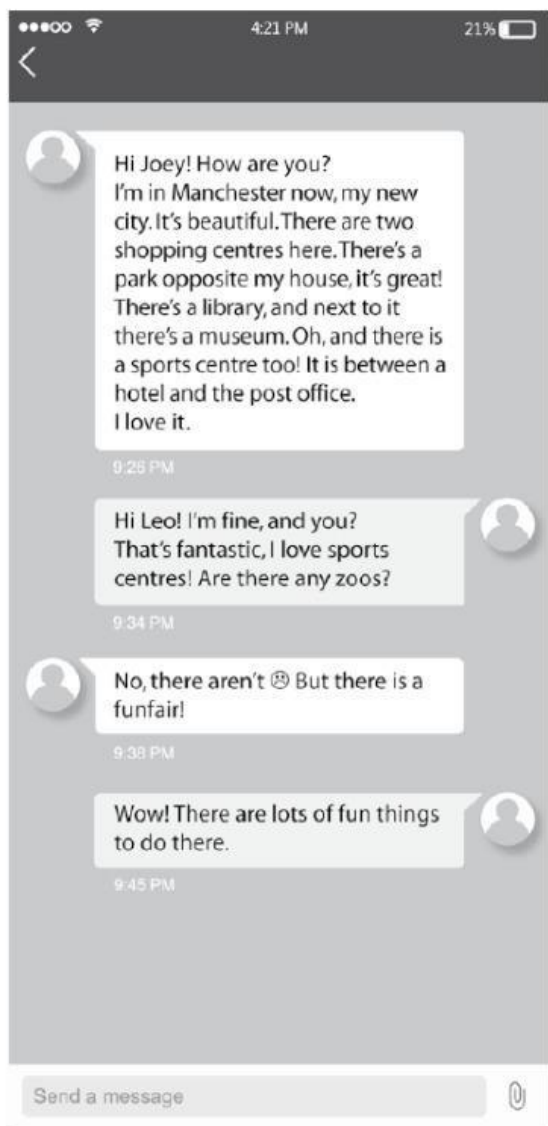 4:21 PM
21%
Hi Joey! How are you?
I'm in Manchester now, my new
city. It's beautiful. There are two
shopping centres here. There's a
park opposite my house, it's great!
There's a library, and next to it
there's a museum. Oh, and there is
a sports centre too! It is between a
hotel and the post office.
I love it.
9:26 PM
Hi Leo! I'm fine, and you?
That's fantastic, I love sports
centres! Are there any zoos?
9:34 PM
No, there aren't ☹ But there is a
funfair!
9:38 PM
Wow! There are lots of fun things
to do there.
9:45 PM
Send a message